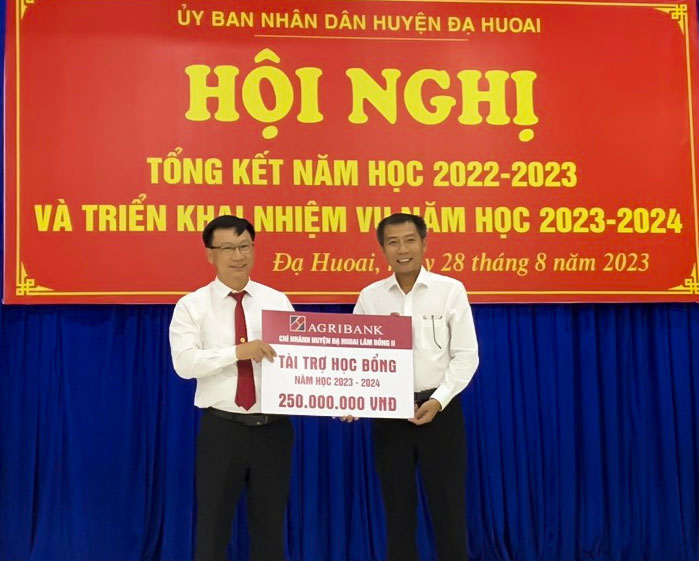 ỦY BAN NHÂN DÂN HUYỆN ĐẠ HUOAI
HỘI NGHỊ
TỔNG KẾT NĂM HỌC 2022-2023
VÀ TRIỂN KHAI NHIỆM VỤ NĂM HỌC 2023-2024
Đạ Huoai, ngày 28 tháng 8 năm 2023
AGRIBANK
CHI NHÁNH HUYỆN ĐẠ HUOAI LÂM ĐỒNG II
TÀI TRỢ HỌC BỔNG
NĂM HỌC 2023 - 2024
250.000.000 VNĐ